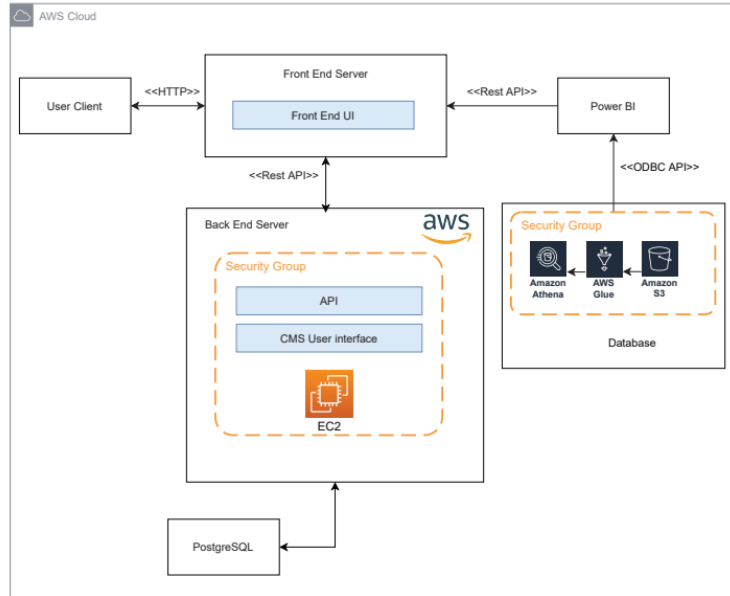 AWS Cloud
Front End Server
User Client
<<HTTP>>
Front End UI
<<Rest API>>
Power BI
<<Rest API>>
<<ODBC API>>
Back End Server
aws
Security Group
API
CMS User interface
EC2
Security Group
Amazon
Athena
AWS
Glue
Amazon
S3
Database
PostgreSQL